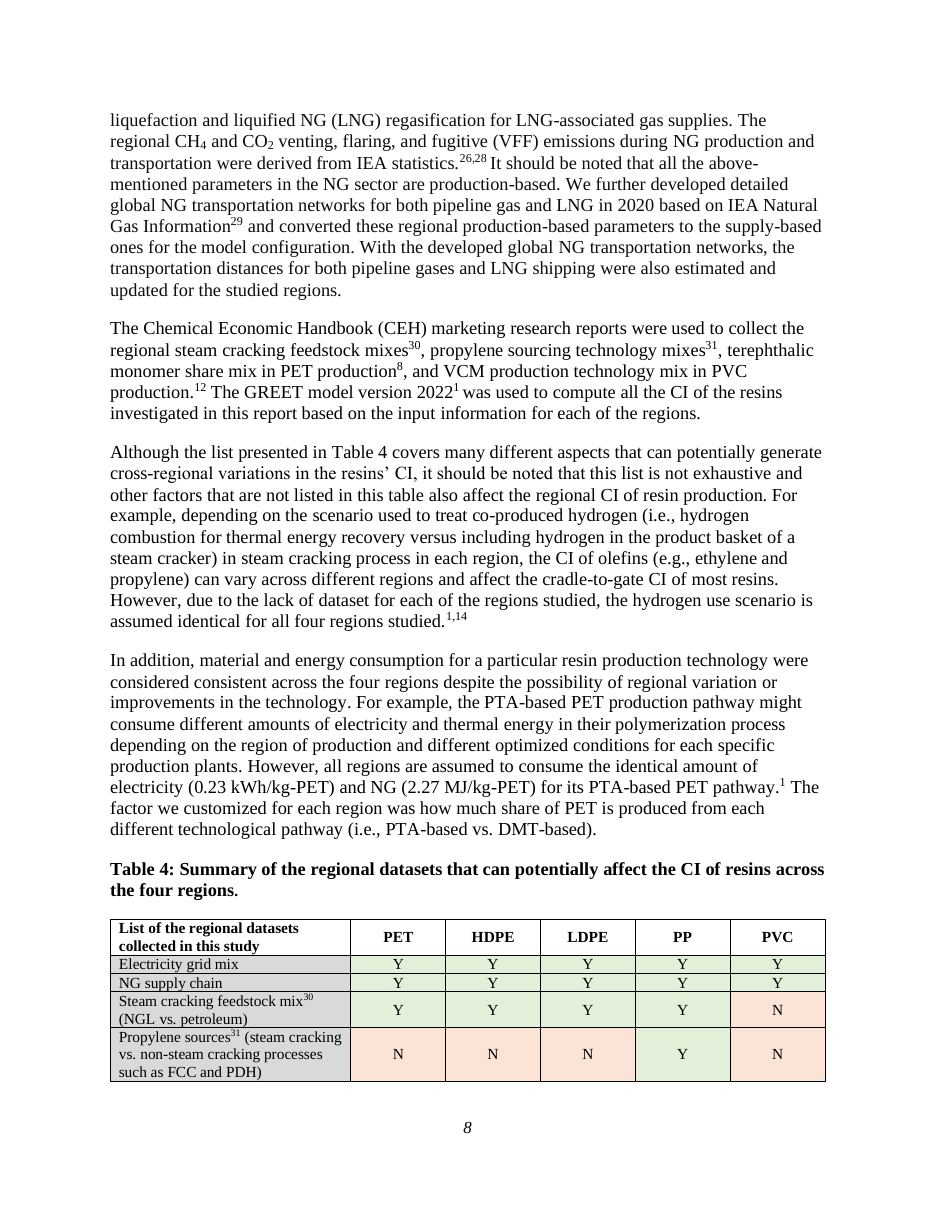 liquefaction and liquified NG (LNG) regasification for LNG-associated gas supplies. The
regional CH4 and CO2 venting, flaring, and fugitive (VFF) emissions during NG production and
transportation were derived from IEA statistics.26,28 It should be noted that all the above-
mentioned parameters in the NG sector are production-based. We further developed detailed
global NG transportation networks for both pipeline gas and LNG in 2020 based on IEA Natural
Gas Information29 and converted these regional production-based parameters to the supply-based
ones for the model configuration. With the developed global NG transportation networks, the
transportation distances for both pipeline gases and LNG shipping were also estimated and
updated for the studied regions.
The Chemical Economic Handbook (CEH) marketing research reports were used to collect the
regional steam cracking feedstock mixes30, propylene sourcing technology mixes31, terephthalic
monomer share mix in PET production8, and VCM production technology mix in PVC
production.12 The GREET model version 20221 was used to compute all the CI of the resins
investigated in this report based on the input information for each of the regions.
Although the list presented in Table 4 covers many different aspects that can potentially generate
cross-regional variations in the resins’ CI, it should be noted that this list is not exhaustive and
other factors that are not listed in this table also affect the regional CI of resin production. For
example, depending on the scenario used to treat co-produced hydrogen (i.e., hydrogen
combustion for thermal energy recovery versus including hydrogen in the product basket of a
steam cracker) in steam cracking process in each region, the CI of olefins (e.g., ethylene and
propylene) can vary across different regions and affect the cradle-to-gate CI of most resins.
However, due to the lack of dataset for each of the regions studied, the hydrogen use scenario is
assumed identical for all four regions studied.1,14
In addition, material and energy consumption for a particular resin production technology were
considered consistent across the four regions despite the possibility of regional variation or
improvements in the technology. For example, the PTA-based PET production pathway might
consume different amounts of electricity and thermal energy in their polymerization process
depending on the region of production and different optimized conditions for each specific
production plants. However, all regions are assumed to consume the identical amount of
electricity (0.23 kWh/kg-PET) and NG (2.27 MJ/kg-PET) for its PTA-based PET pathway.1 The
factor we customized for each region was how much share of PET is produced from each
different technological pathway (i.e., PTA-based vs. DMT-based).
Table 4: Summary of the regional datasets that can potentially affect the CI of resins across
the four regions.
List of the regional datasets
collected in this study PET HDPE LDPE PP PVC
Electricity grid mix Y Y Y Y Y
NG supply chain Y Y Y Y Y
Steam cracking feedstock mix30
(NGL vs. petroleum) Y Y Y Y N
Propylene sources31 (steam cracking
vs. non-steam cracking processes N N N Y N
such as FCC and PDH)
8